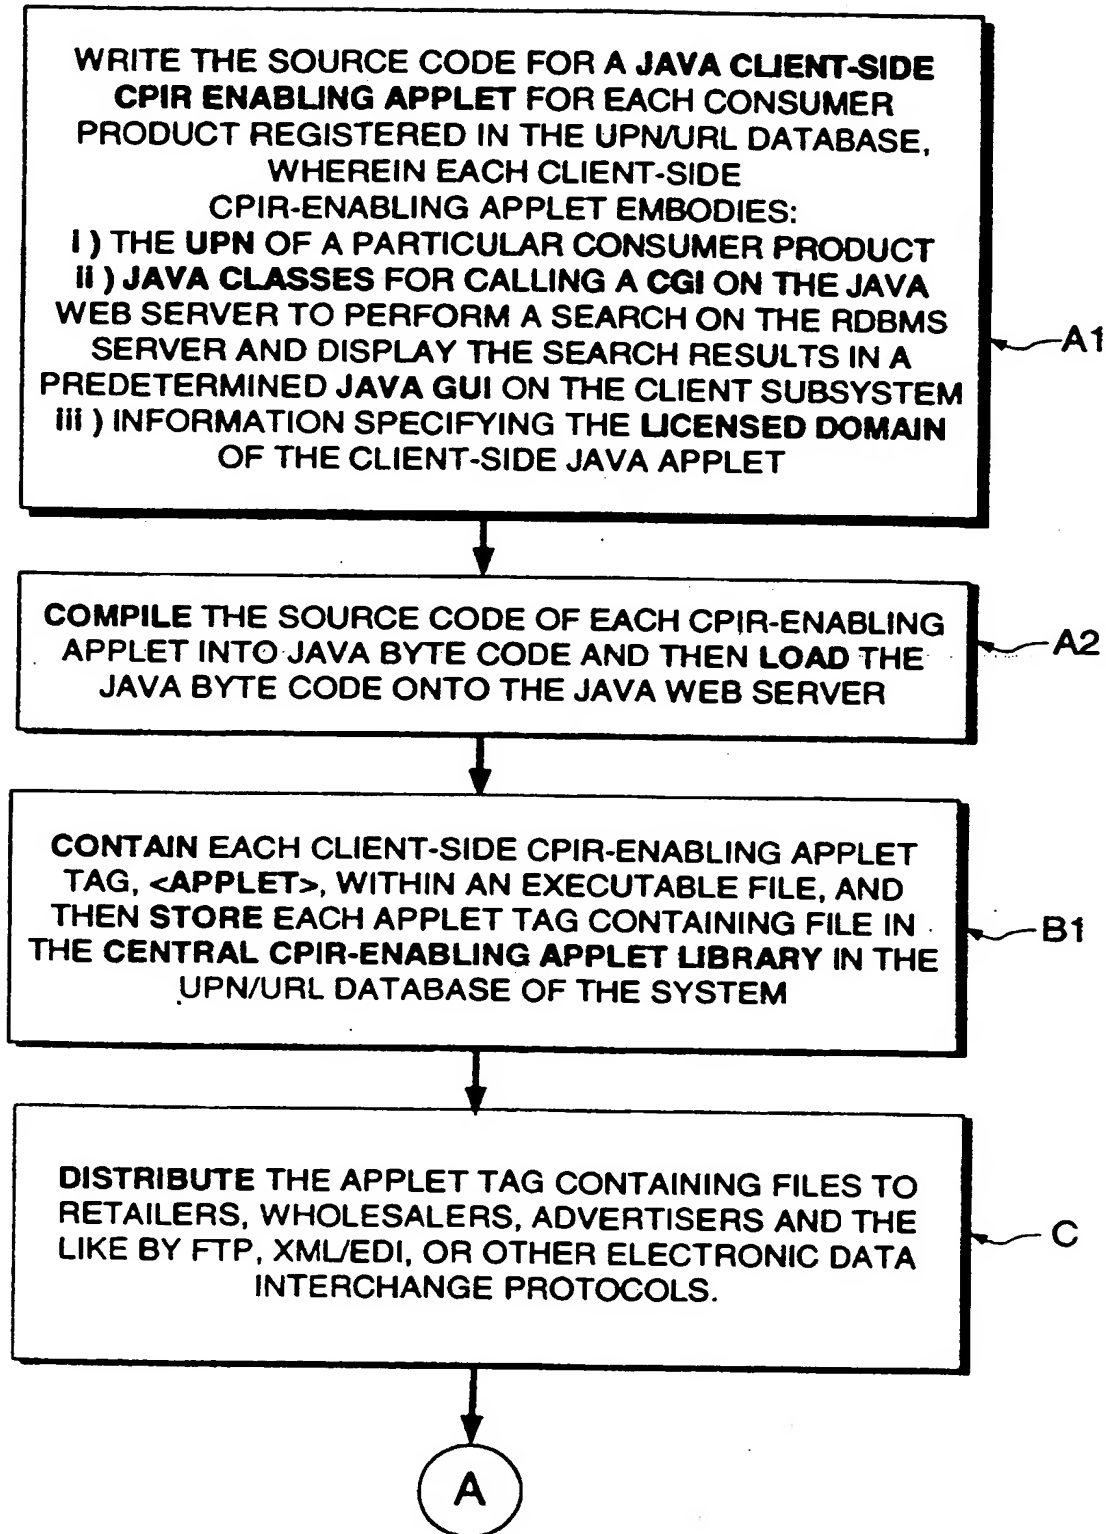 WRITE THE SOURCE CODE FOR A JAVA CLIENT-SIDE
CPIR ENABLING APPLET FOR EACH CONSUMER
PRODUCT REGISTERED IN THE UPN/URL DATABASE,
WHEREIN EACH CLIENT-SIDE
CPIR-ENABLING APPLET EMBODIES:
i ) THE UPN OF A PARTICULAR CONSUMER PRODUCT
ii ) JAVA CLASSES FOR CALLING A CGI ON THE JAVA
WEB SERVER TO PERFORM A SEARCH ON THE RDBMS
SERVER AND DISPLAY THE SEARCH RESULTS IN A
PREDETERMINED JAVA GUI ON THE CLIENT SUBSYSTEM
iii ) INFORMATION SPECIFYING THE LICENSED DOMAIN
OF THE CLIENT-SIDE JAVA APPLET
A1
COMPILE THE SOURCE CODE OF EACH CPIR-ENABLING
APPLET INTO JAVA BYTE CODE AND THEN LOAD THE
JAVA BYTE CODE ONTO THE JAVA WEB SERVER
A2
CONTAIN EACH CLIENT-SIDE CPIR-ENABLING APPLET
TAG, <APPLET>, WITHIN AN EXECUTABLE FILE, AND
THEN STORE EACH APPLET TAG CONTAINING FILE IN
THE CENTRAL CPIR-ENABLING APPLET LIBRARY IN THE
UPN/URL DATABASE OF THE SYSTEM
B1
DISTRIBUTE THE APPLET TAG CONTAINING FILES TO
RETAILERS, WHOLESALERS, ADVERTISERS AND THE
LIKE BY FTP, XML/EDI, OR OTHER ELECTRONIC DATA
INTERCHANGE PROTOCOLS.
C
A